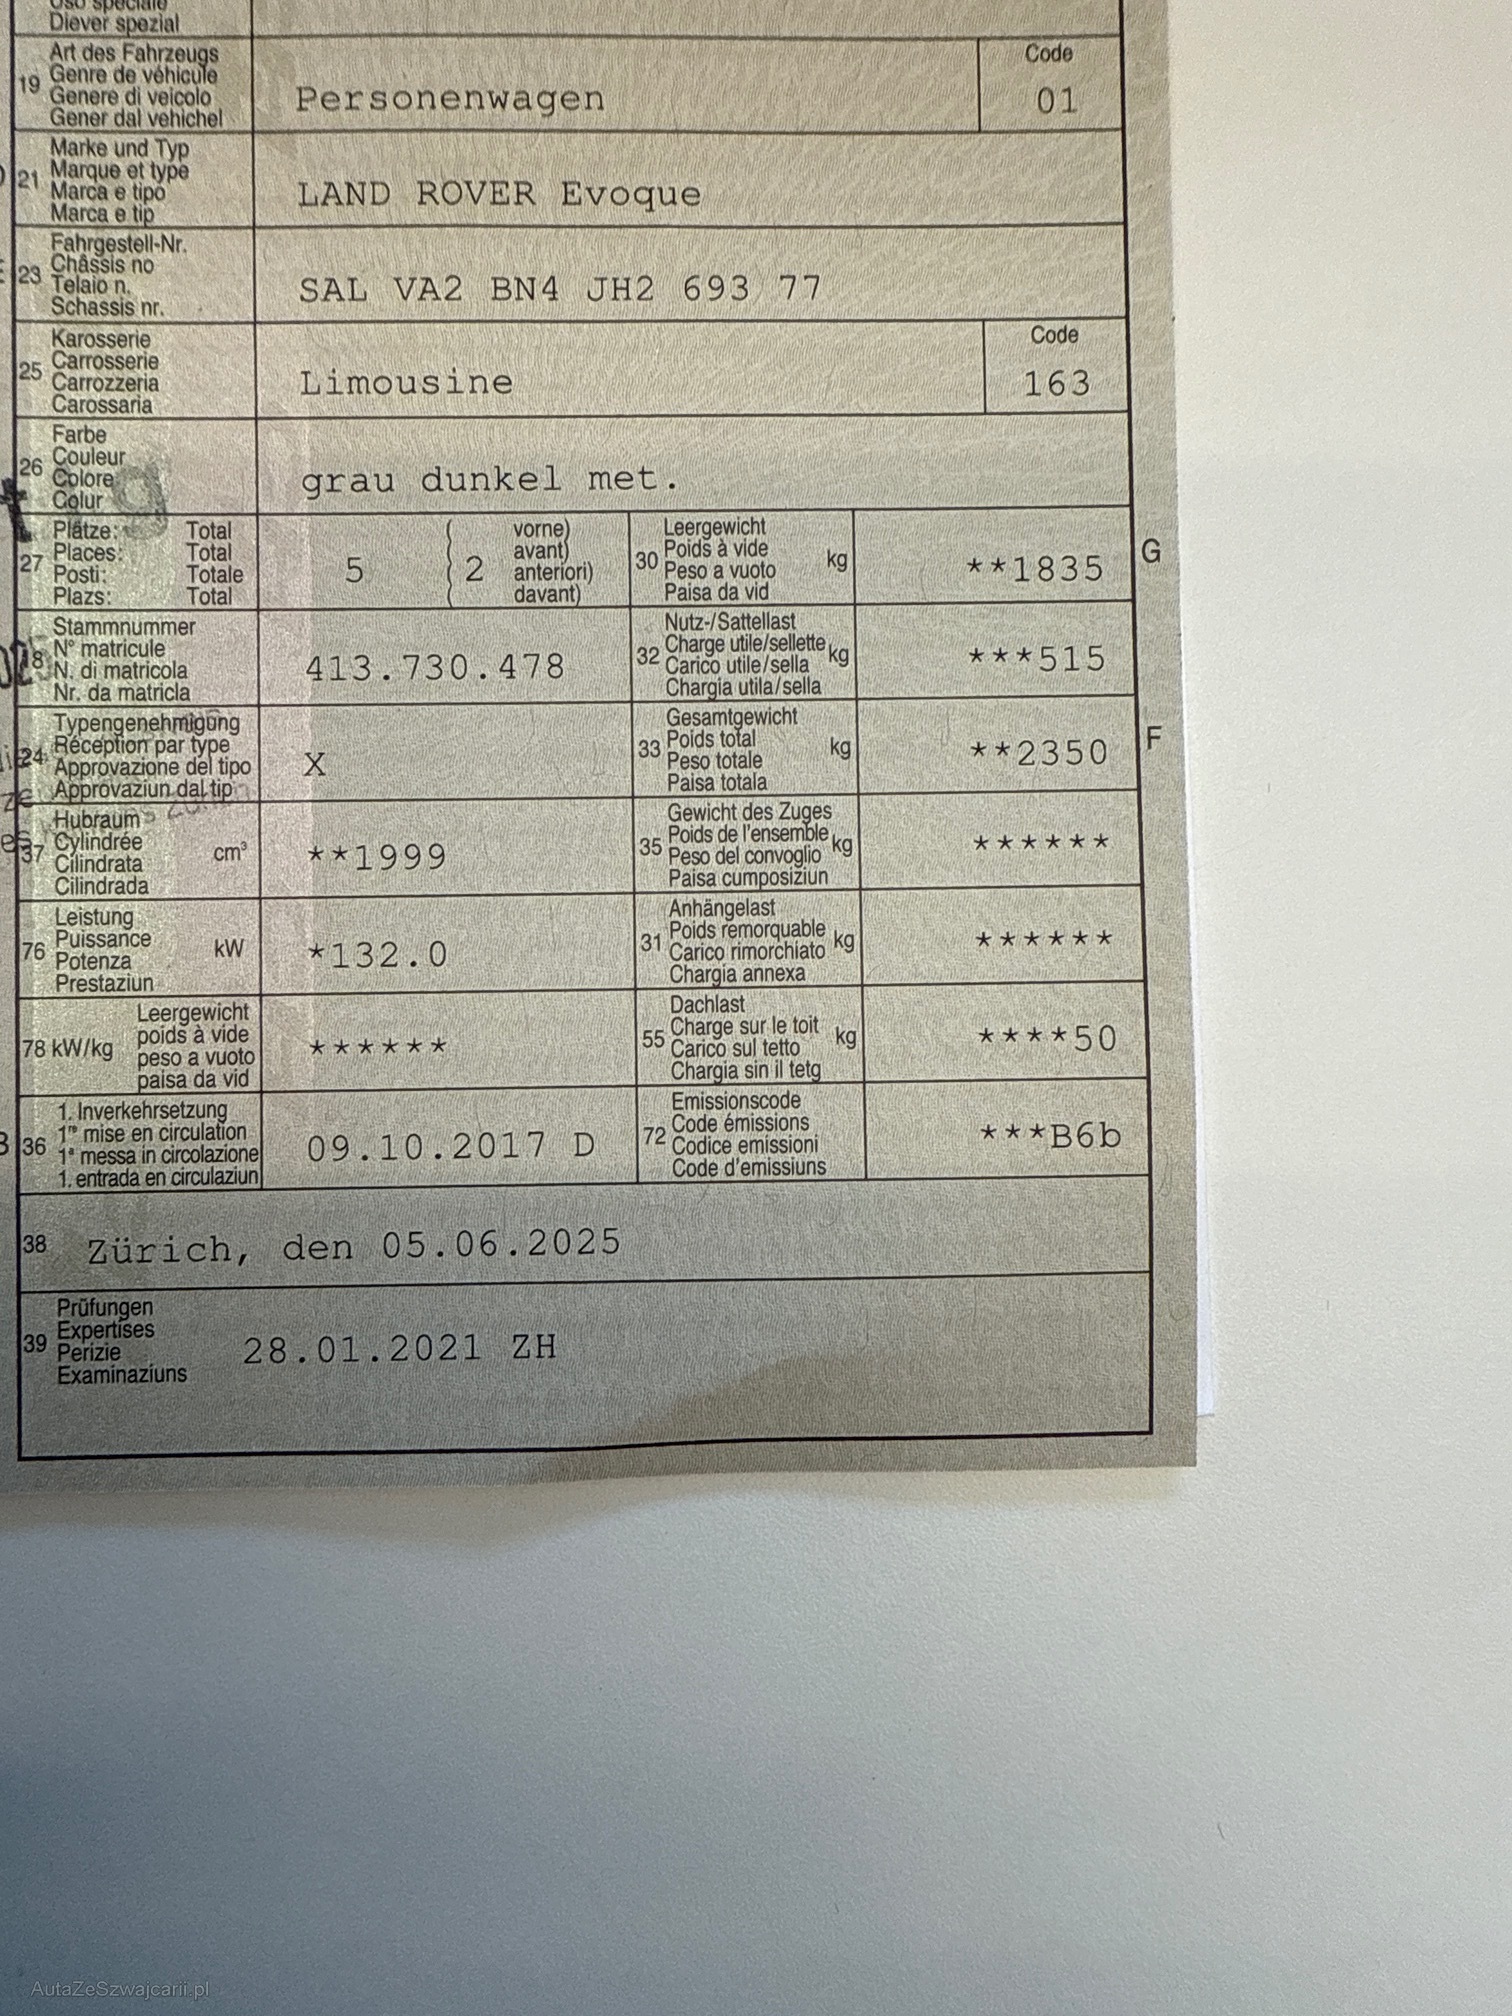 Uso speciale
Diever spezial
19 Art des Fahrzeugs
Genre de véhicule
Genere di veicolo
Gener dal vehichel
Personenwagen
Code
01
21 Marke und Typ
Marque et type
Marca e tipo
Marca e tip
LAND ROVER Evoque
23 Fahrgestell-Nr.
Châssis no
Telaio n.
Schassis nr.
SAL VA2 BN4 JH2 693 77
25 Karosserie
Carrosserie
Carrozzeria
Carossaria
Limousine
Code
163
26 Farbe
Couleur
Colore
Colur
grau dunkel met.
27 Plätze: Total
Places: Total
Posti: Totale
Plazs: Total
5 2
vorne)
avant)
anteriori)
davant)
30 Leergewicht
Poids à vide
Peso a vuoto
Paisa da vid
kg
**1835
G
18 Stammnummer
N° matricule
N. di matricola
Nr. da matricla
413.730.478
32 Nutz-/Sattellast
Charge utile/sellette
Carico utile/sella
Chargia utila/sella
kg
***515
24 Typengenehmigung
Réception par type
Approvazione del tipo
Approvaziun dal tip
X
33 Gesamtgewicht
Poids total
Peso totale
Paisa totala
kg
**2350
F
37 Hubraum
Cylindrée
Cilindrata
Cilindrada
cm³
**1999
35 Gewicht des Zuges
Poids de l'ensemble
Peso del convoglio
Paisa cumposiziun
kg
******
76 Leistung
Puissance
Potenza
Prestaziun
kW
*132.0
31 Anhängelast
Poids remorquable
Carico rimorchiato
Chargia annexa
kg
******
78 kW/kg
Leergewicht
poids à vide
peso a vuoto
paisa da vid
******
55 Dachlast
Charge sur le toit
Carico sul tetto
Chargia sin il tetg
kg
****50
36 1. Inverkehrsetzung
1re mise en circulation
1a messa in circolazione
1. entrada en circulaziun
09.10.2017 D
72 Emissionscode
Code émissions
Codice emissioni
Code d'emissiuns
***B6b
38 Zürich, den 05.06.2025
39 Prüfungen
Expertises
Perizie
Examinaziuns
28.01.2021 ZH
AutaZeSzwajcarii.pl